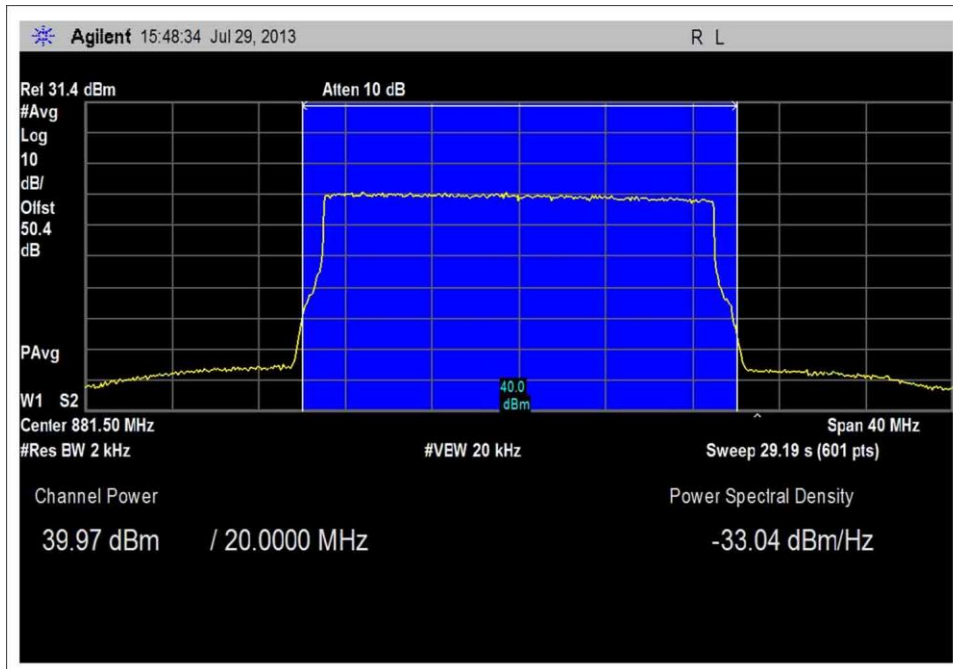 Agilent 15:48:34 Jul 29, 2013 R L
Ref 31.4 dBm Atten 10 dB
#Avg
Log
10
dB/
Offst
50.4
dB
PAvg
40.0
dBm
W1 S2
Center 881.50 MHz Span 40 MHz
#Res BW 2 kHz #VEW 20 kHz Sweep 29.19 s (601 pts)
Channel Power Power Spectral Density
39.97 dBm / 20.0000 MHz -33.04 dBm/Hz